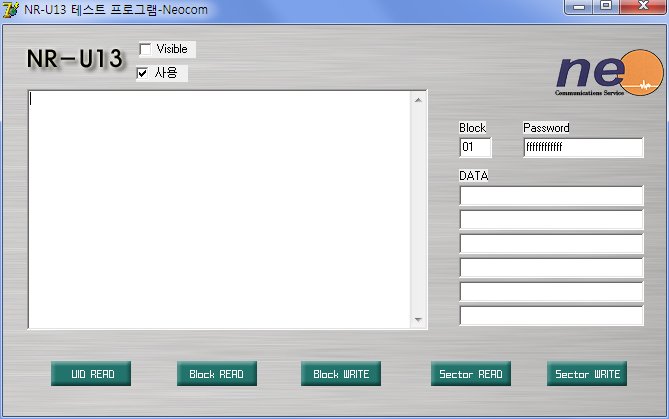 NR-U13 테스트 프로그램-Neocom
NR-U13
Visible
사용
neo
Communications Service
Block
Password
01
ffffffffffff
DATA
UID READ
Block READ
Block WRITE
Sector READ
Sector WRITE